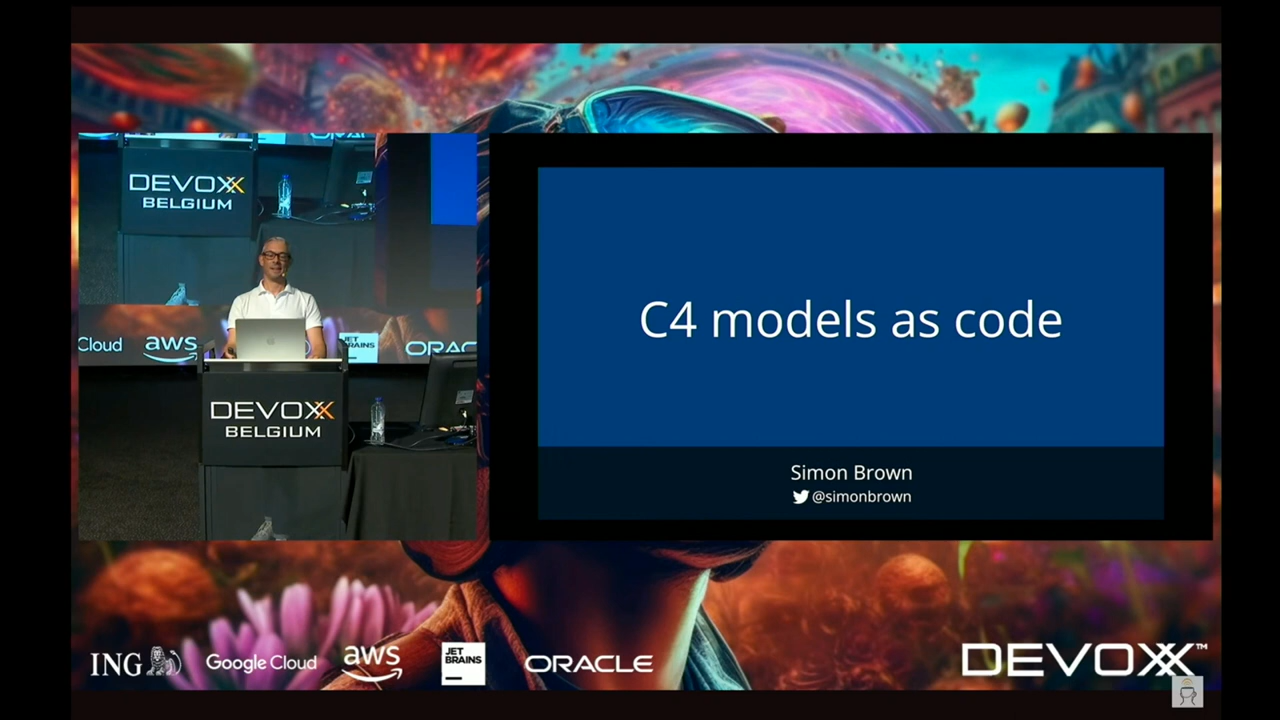 DEVOXX
BELGIUM
Cloud
aws
JET
BRAINS
ORAC
DEVOXX
BELGIUM
C4 models as code
Simon Brown
@simonbrown
ING
Google Cloud
aws
JET
BRAINS
ORACLE
DEVOXX™